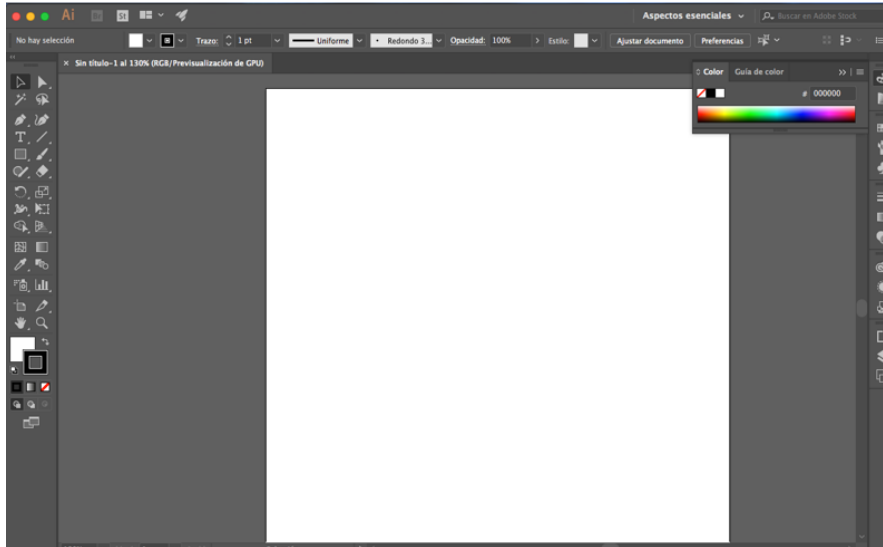 Ai Br St Aspectos esenciales Buscar en Adobe Stock
No hay selección Trazo: 1 pt Uniforme Redondo 3... Opacidad: 100% Estilo: Ajustar documento Preferencias
× Sin título-1 al 130% (RGB/Previsualización de GPU)
Color Guía de color
# 000000